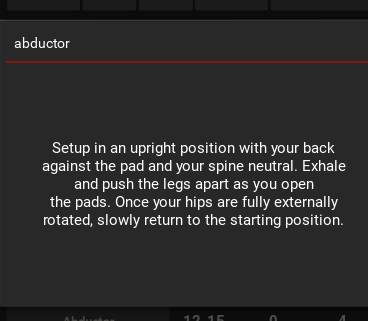 abductor
Setup in an upright position with your back
against the pad and your spine neutral. Exhale
and push the legs apart as you open
the pads. Once your hips are fully externally
rotated, slowly return to the starting position.
Abductor 12-15 0 4